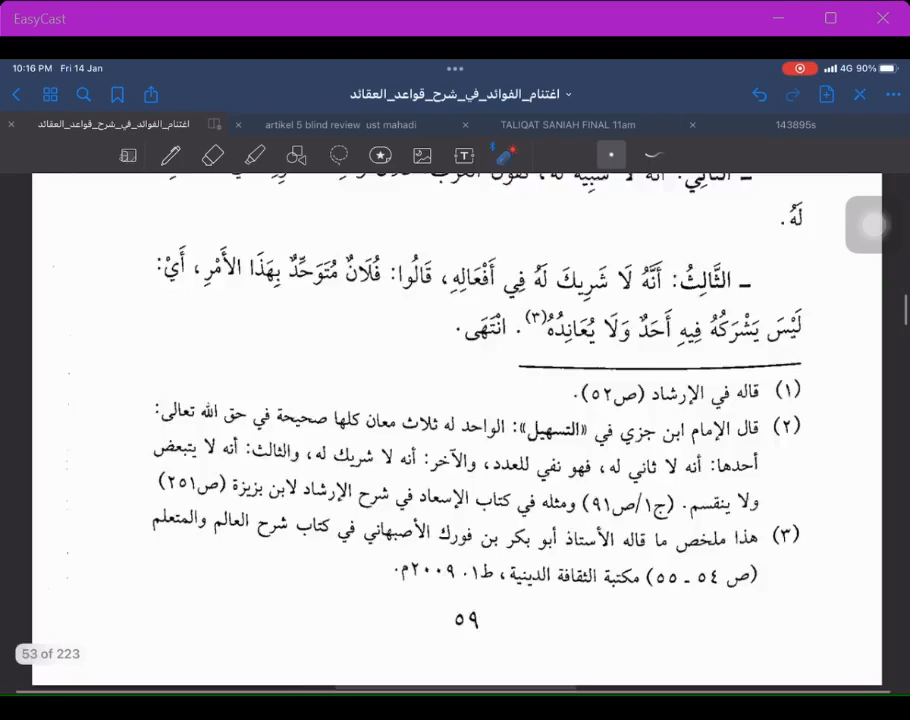 EasyCast
10:16 PM Fri 14 Jan
4G 90%
اغتنام_الفوائد_في_شرح_قواعد_العقائد
اغتنام_الفوائد_في_شرح_قواعد_العقائد
artikel 5 blind review ust mahadi
TALIQAT SANIAH FINAL 11am
143895s
لَهُ.
ـ الثَّالِثُ: أَنَّهُ لَا شَرِيكَ لَهُ فِي أَفْعَالِهِ، قَالُوا: فُلَانٌ مُتَوَحِّدٌ بِهَذَا الأَمْرِ، أَيْ:
لَيْسَ يَشْرَكُهُ فِيهِ أَحَدٌ وَلَا يُعَانِدُهُ(٣). انْتَهَى.
(١) قاله في الإرشاد (ص٥٢).
(٢) قال الإمام ابن جزي في «التسهيل»: الواحد له ثلاث معان كلها صحيحة في حق الله تعالى:
أحدها: أنه لا ثاني له، فهو نفي للعدد، والآخر: أنه لا شريك له، والثالث: أنه لا يتبعض
ولا ينقسم. (ج١/ص٩١) ومثله في كتاب الإسعاد في شرح الإرشاد لابن بزيزة (ص٢٥١)
(٣) هذا ملخص ما قاله الأستاذ أبو بكر بن فورك الأصبهاني في كتاب شرح العالم والمتعلم
(ص ٥٤ ـ ٥٥) مكتبة الثقافة الدينية، ط١. ٢٠٠٩م.
٥٩
53 of 223